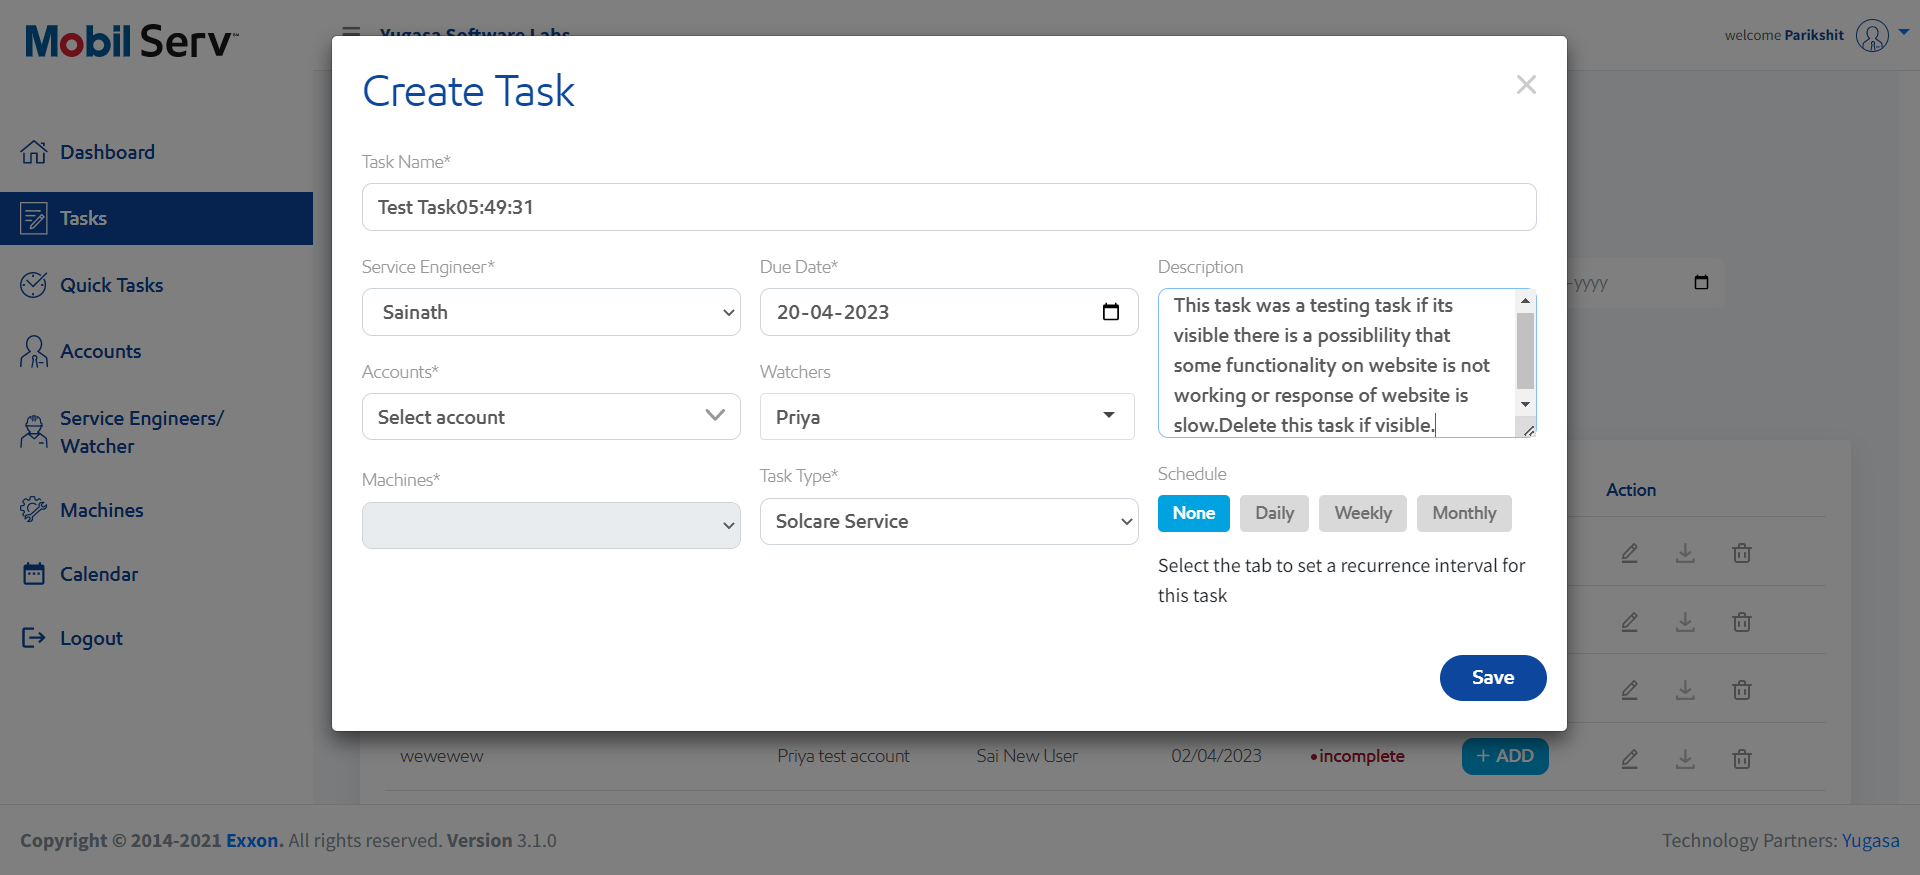 Mobil Serv™
Yugasa Software Labs
welcome Parikshit
Dashboard
Tasks
Quick Tasks
Accounts
Service Engineers/
Watcher
Machines
Calendar
Logout
Create Task
Task Name*
Test Task05:49:31
Service Engineer*
Sainath
Due Date*
20-04-2023
Description
This task was a testing task if its
visible there is a possiblility that
some functionality on website is not
working or response of website is
slow.Delete this task if visible.
Accounts*
Select account
Watchers
Priya
Machines*
Task Type*
Solcare Service
Schedule
None Daily Weekly Monthly
Select the tab to set a recurrence interval for
this task
Save
-yyyy
Action
wewewew Priya test account Sai New User 02/04/2023 •incomplete + ADD
Copyright © 2014-2021 Exxon. All rights reserved. Version 3.1.0
Technology Partners: Yugasa